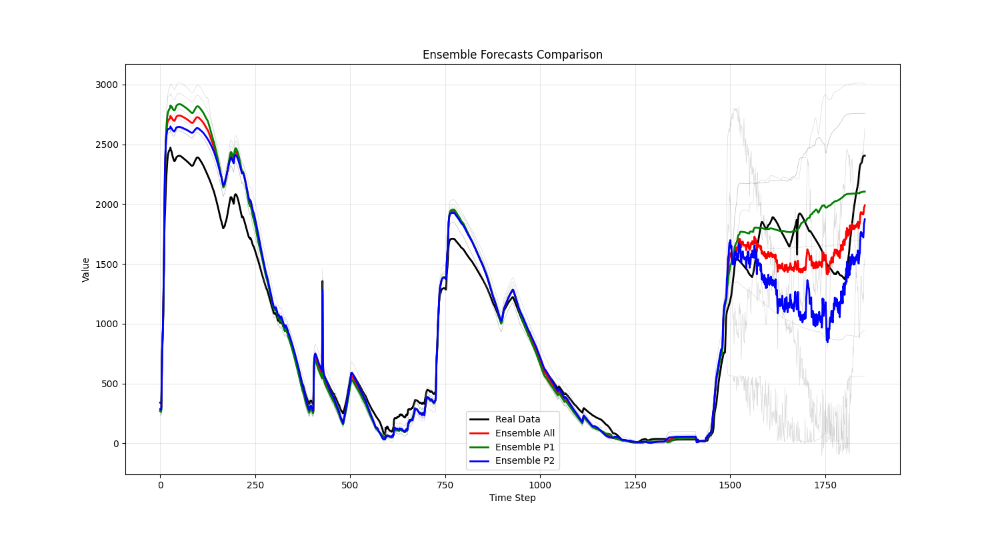 Ensemble Forecasts Comparison
3000
2500
2000
1500
1000
500
0
Value
Real Data
Ensemble All
Ensemble P1
Ensemble P2
0 250 500 750 1000 1250 1500 1750
Time Step